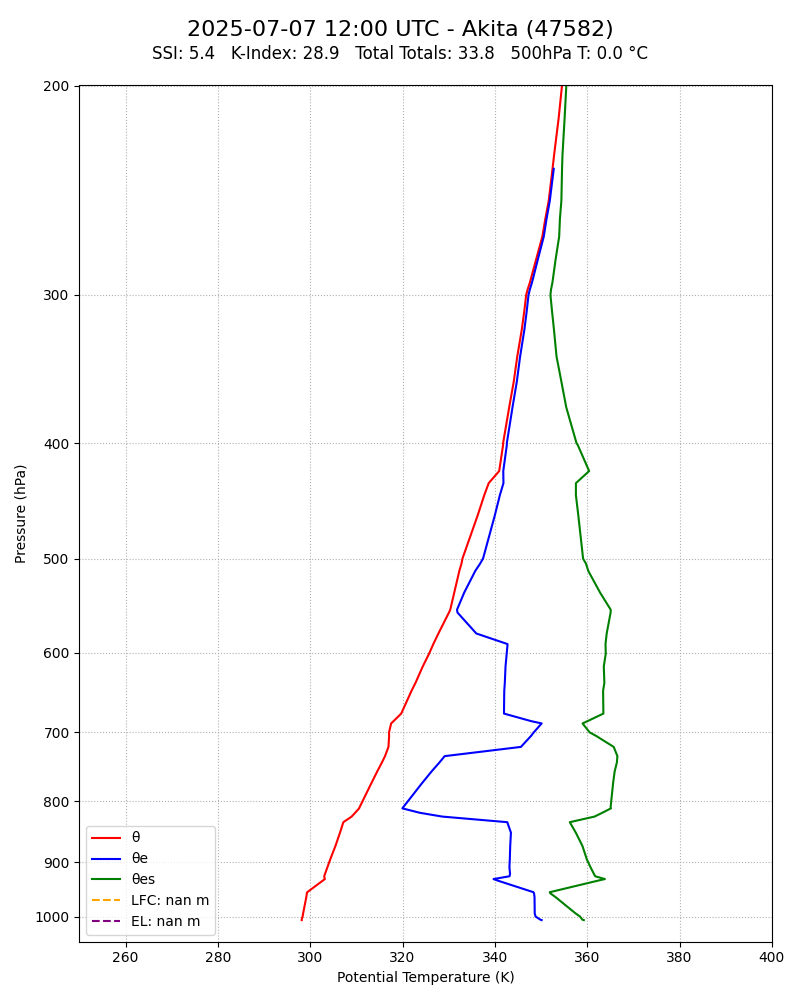 2025-07-07 12:00 UTC - Akita (47582)
SSI: 5.4   K-Index: 28.9   Total Totals: 33.8   500hPa T: 0.0 °C
Pressure (hPa)
200
300
400
500
600
700
800
900
1000
θ
θe
θes
LFC: nan m
EL: nan m
260 280 300 320 340 360 380 400
Potential Temperature (K)